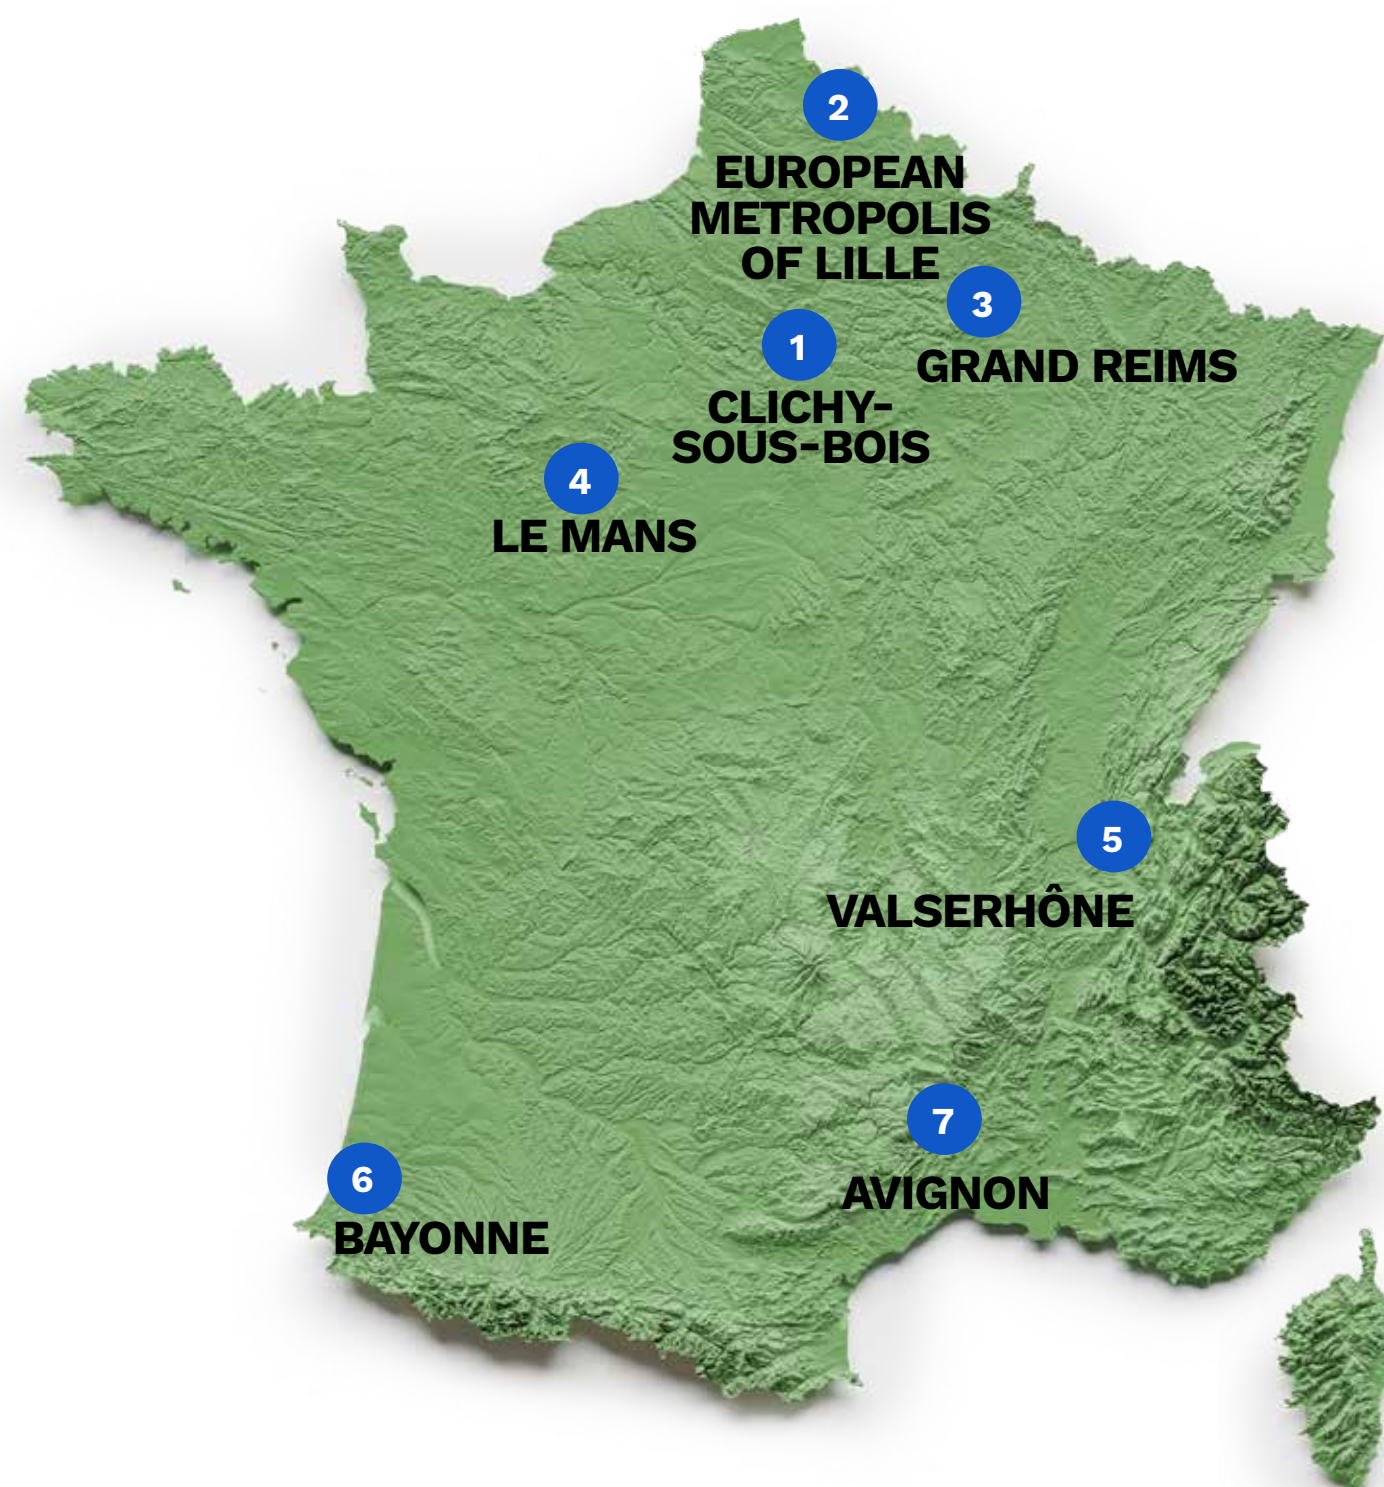 2
EUROPEAN
METROPOLIS
OF LILLE
3
GRAND REIMS
1
CLICHY-
SOUS-BOIS
4
LE MANS
5
VALSERHÔNE
7
AVIGNON
6
BAYONNE